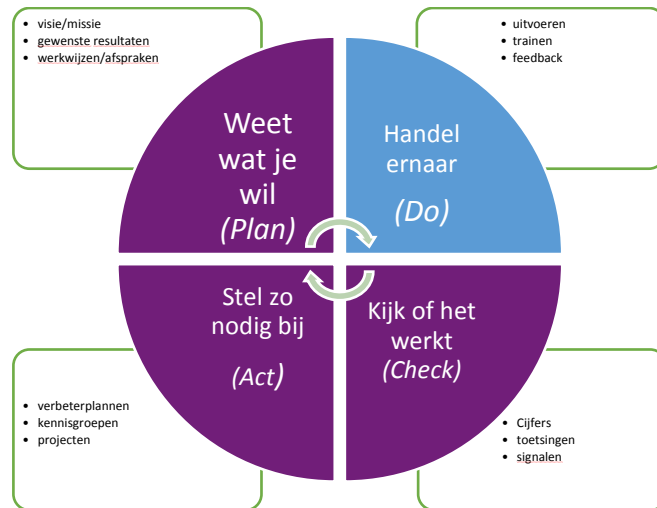 • visie/missie
• gewenste resultaten
• werkwijzen/afspraken
• uitvoeren
• trainen
• feedback
Weet
wat je
wil
(Plan)
Handel
ernaar
(Do)
Stel zo
nodig bij
(Act)
Kijk of het
werkt
(Check)
• verbeterplannen
• kennisgroepen
• projecten
• Cijfers
• toetsingen
• signalen